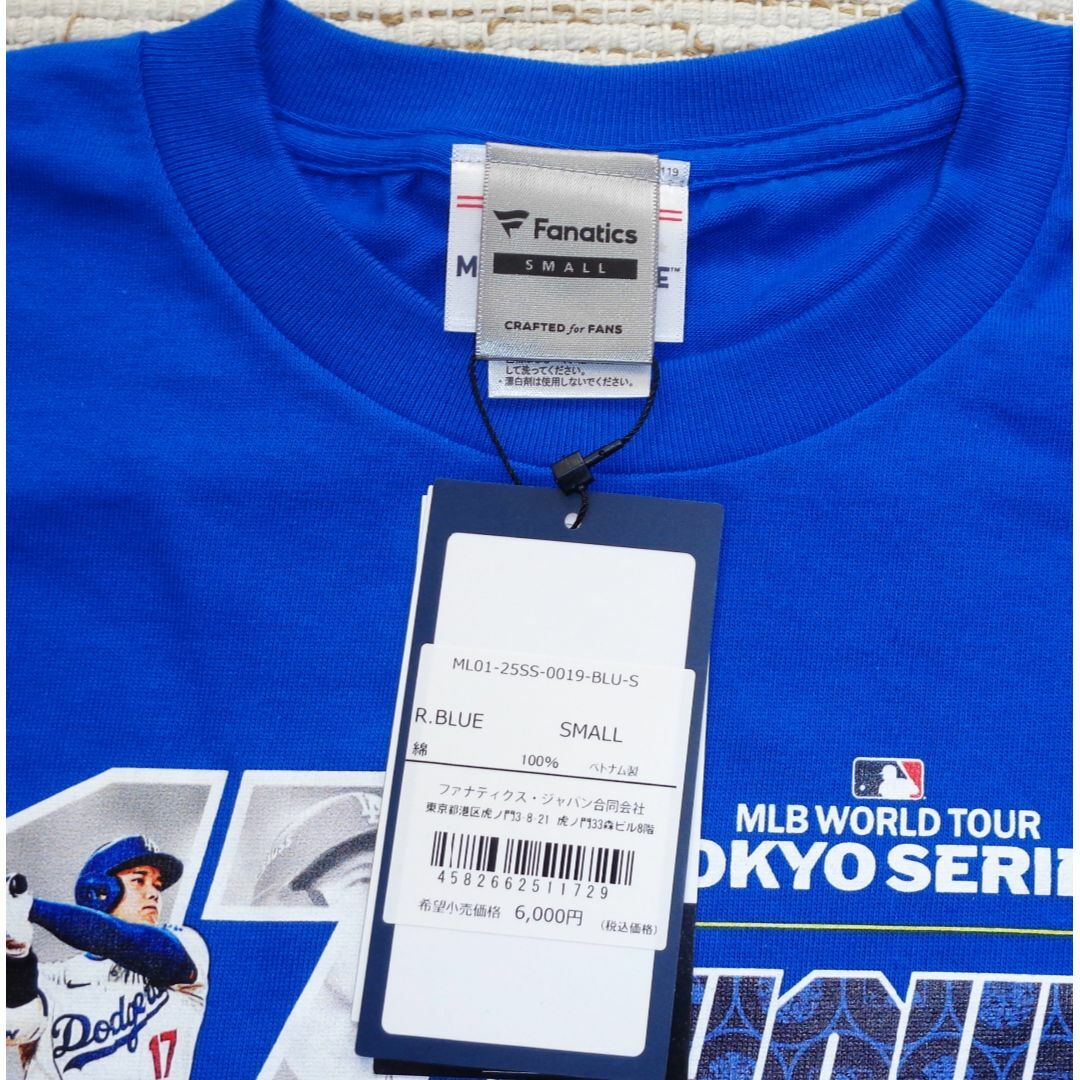 119
Fanatics
SMALL
M
E™
CRAFTED for FANS
して洗ってください。
・漂白剤は使用しないでください。
ML01-25SS-0019-BLU-S
R.BLUE SMALL
綿 100% ベトナム製
ファナティクス・ジャパン合同会社
東京都港区虎ノ門3-8-21 虎ノ門33森ビル8階
4582662511729
希望小売価格 6,000円 (税込価格)
MLB WORLD TOUR
OKYO SERIE
17
Dodgers
17